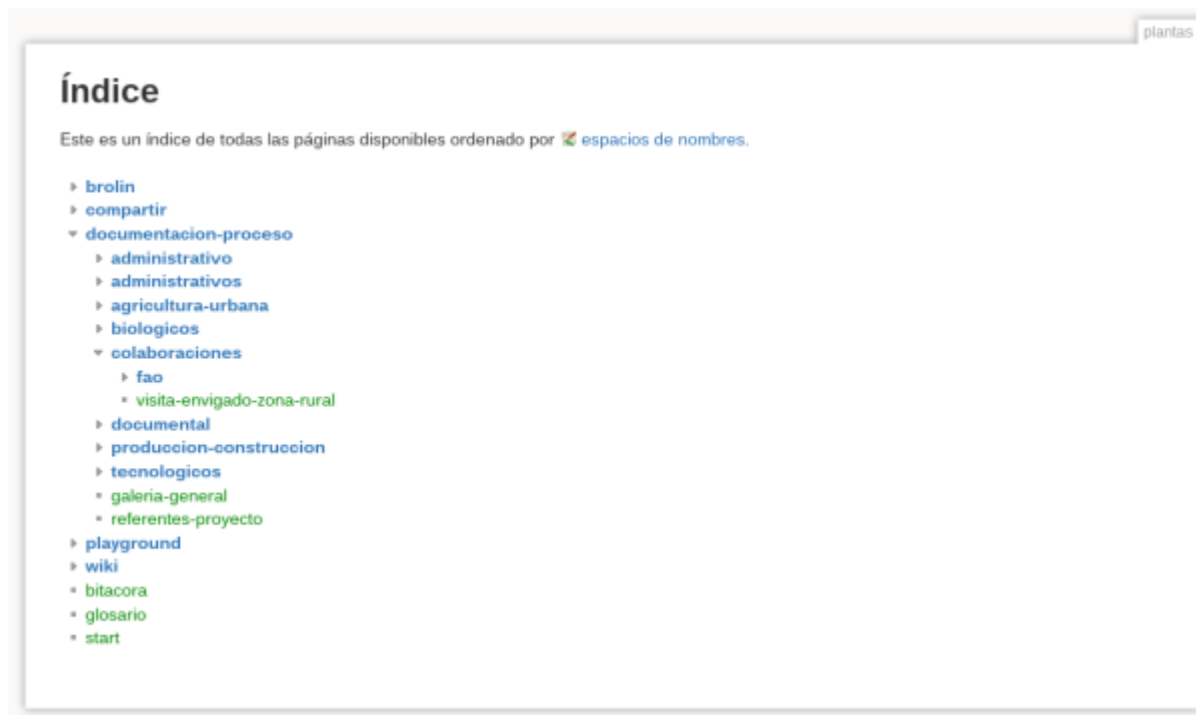 plantas
Índice
Este es un índice de todas las páginas disponibles ordenado por espacios de nombres.
brolin
compartir
documentacion-proceso
administrativo
administrativos
agricultura-urbana
biologicos
colaboraciones
fao
visita-envigado-zona-rural
documental
produccion-construccion
tecnologicos
galeria-general
referentes-proyecto
playground
wiki
bitacora
glosario
start